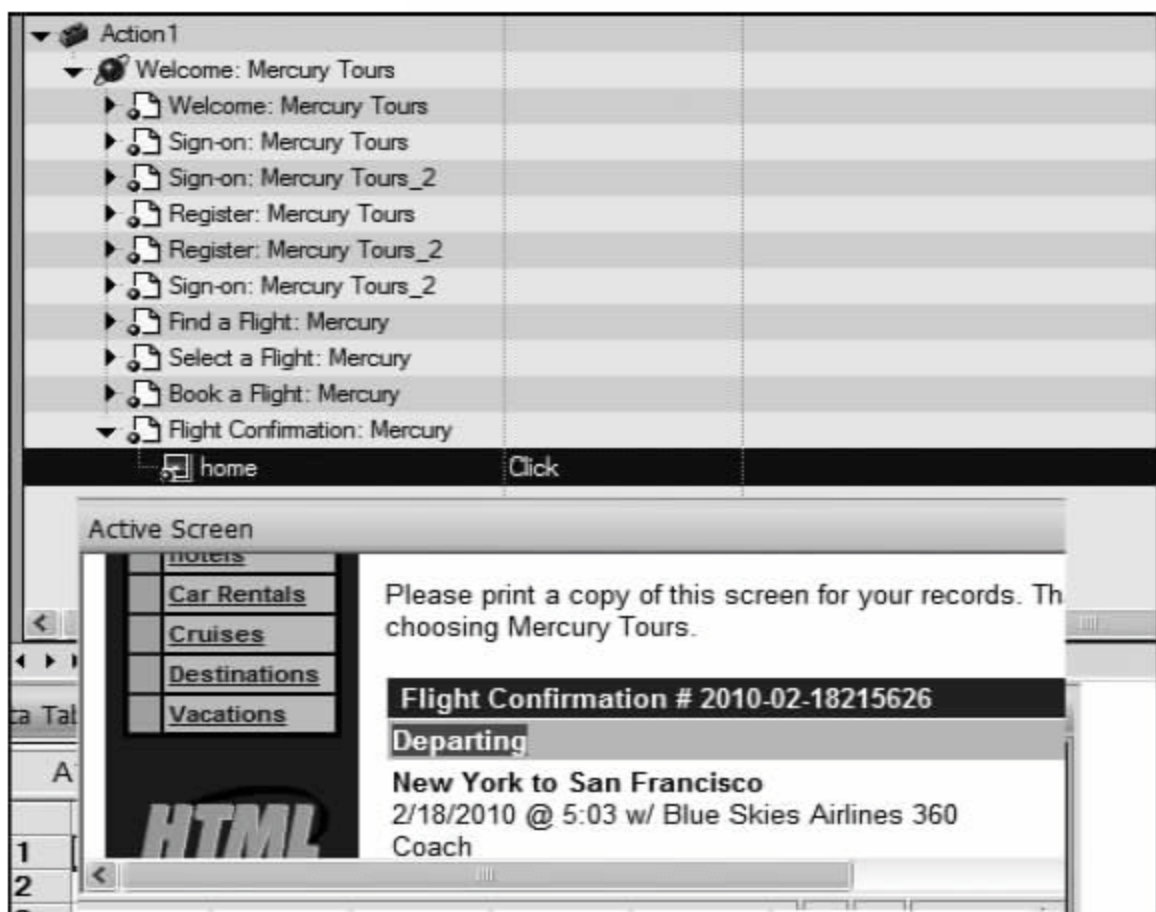 Action1
Welcome: Mercury Tours
Welcome: Mercury Tours
Sign-on: Mercury Tours
Sign-on: Mercury Tours_2
Register: Mercury Tours
Register: Mercury Tours_2
Sign-on: Mercury Tours_2
Find a Flight: Mercury
Select a Flight: Mercury
Book a Flight: Mercury
Flight Confirmation: Mercury
home Click
Active Screen
hotels
Car Rentals
Cruises
Destinations
Vacations
Please print a copy of this screen for your records. Th
choosing Mercury Tours.
Flight Confirmation # 2010-02-18215626
Departing
New York to San Francisco
2/18/2010 @ 5:03 w/ Blue Skies Airlines 360
Coach
HTML
ta Tal
A
1
2